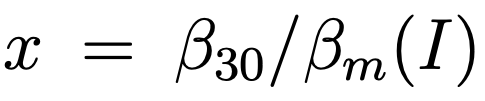 x = β₃₀/βₘ(I)